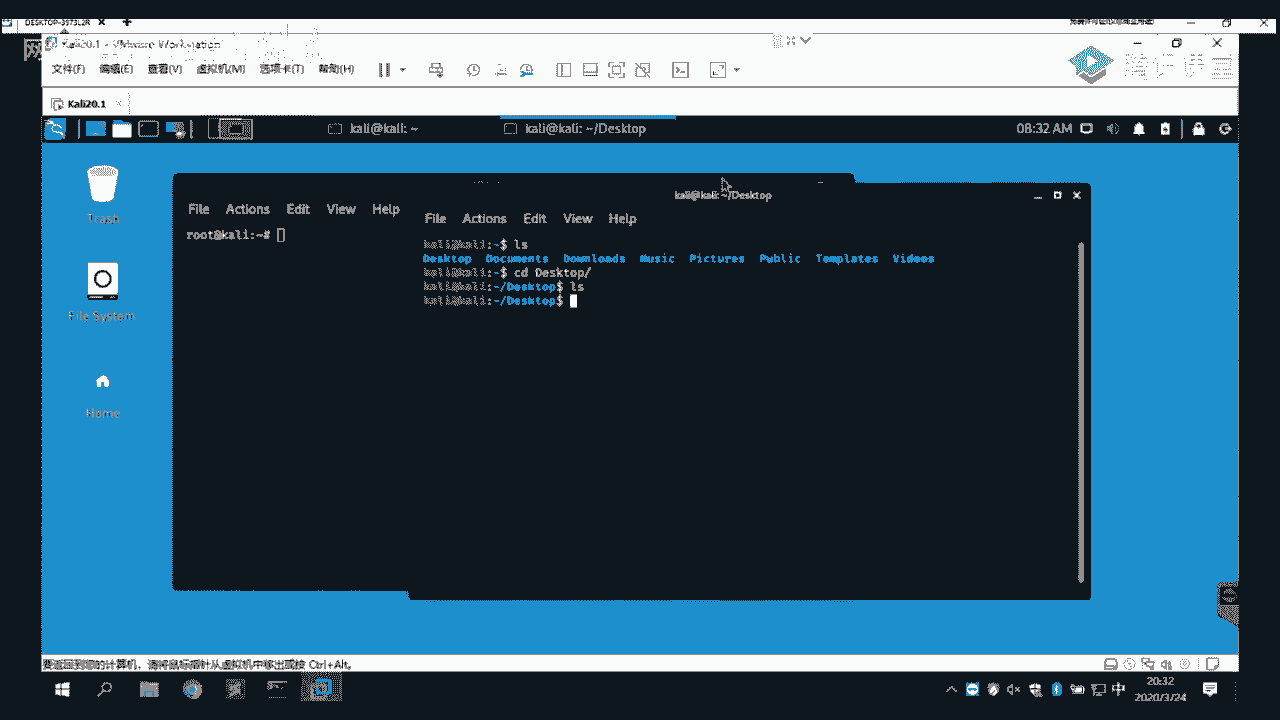 DESKTOP-3973L2R
Kali20.1 - VMware Workstation
文件(F) 编辑(E) 查看(V) 虚拟机(M) 选项卡(T) 帮助(H)
Kali20.1
kali@kali: ~
kali@kali: ~/Desktop
08:32 AM
Trash
File System
Home
File Actions Edit View Help
root@kali:~#
kali@kali: ~/Desktop
File Actions Edit View Help
kali@kali:~$ ls
Desktop Documents Downloads Music Pictures Public Templates Videos
kali@kali:~$ cd Desktop/
kali@kali:~/Desktop$ ls
kali@kali:~/Desktop$
要返回到您的计算机，请将鼠标指针从虚拟机中移出或按 Ctrl+Alt。
中
20:32
2020/3/24